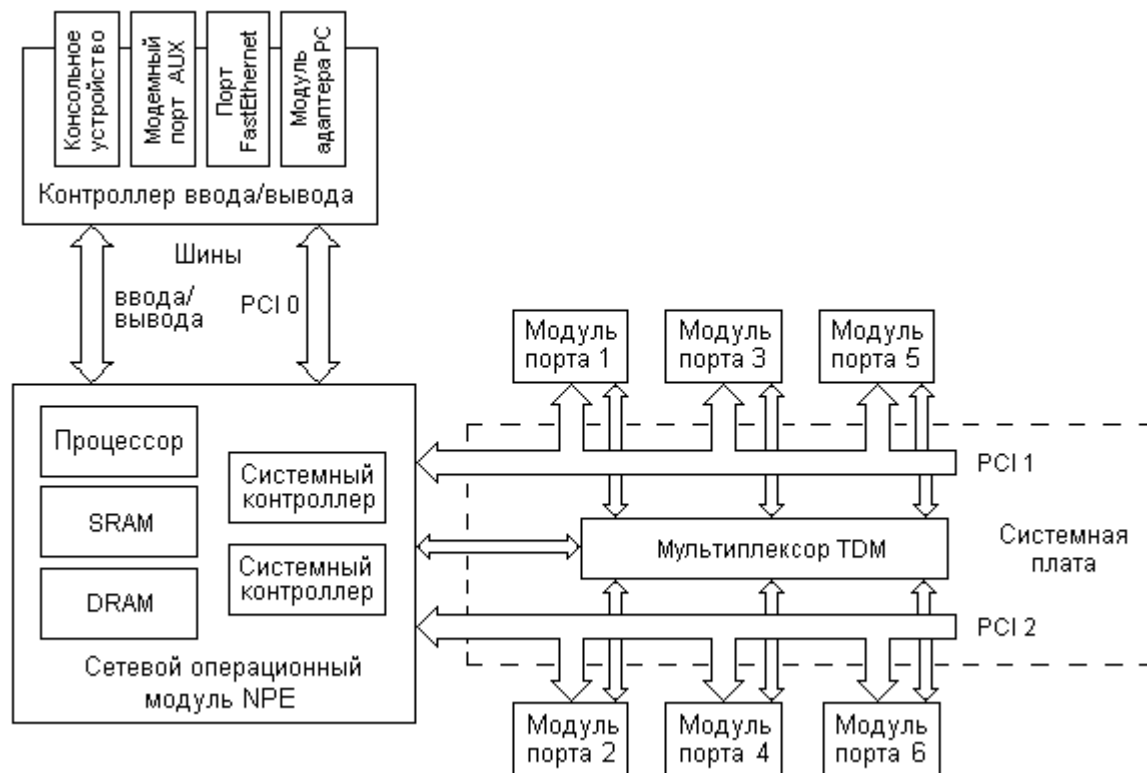 Консольное
устройство
Модемный
порт AUX
Порт
FastEthernet
Модуль
адаптера PC
Контроллер ввода/вывода
Шины
ввода/
вывода
PCI 0
Модуль
порта 1
Модуль
порта 3
Модуль
порта 5
Процессор
SRAM
DRAM
Системный
контроллер
Системный
контроллер
Сетевой операционный
модуль NPE
PCI 1
Мультиплексор TDM
Системная
плата
PCI 2
Модуль
порта 2
Модуль
порта 4
Модуль
порта 6